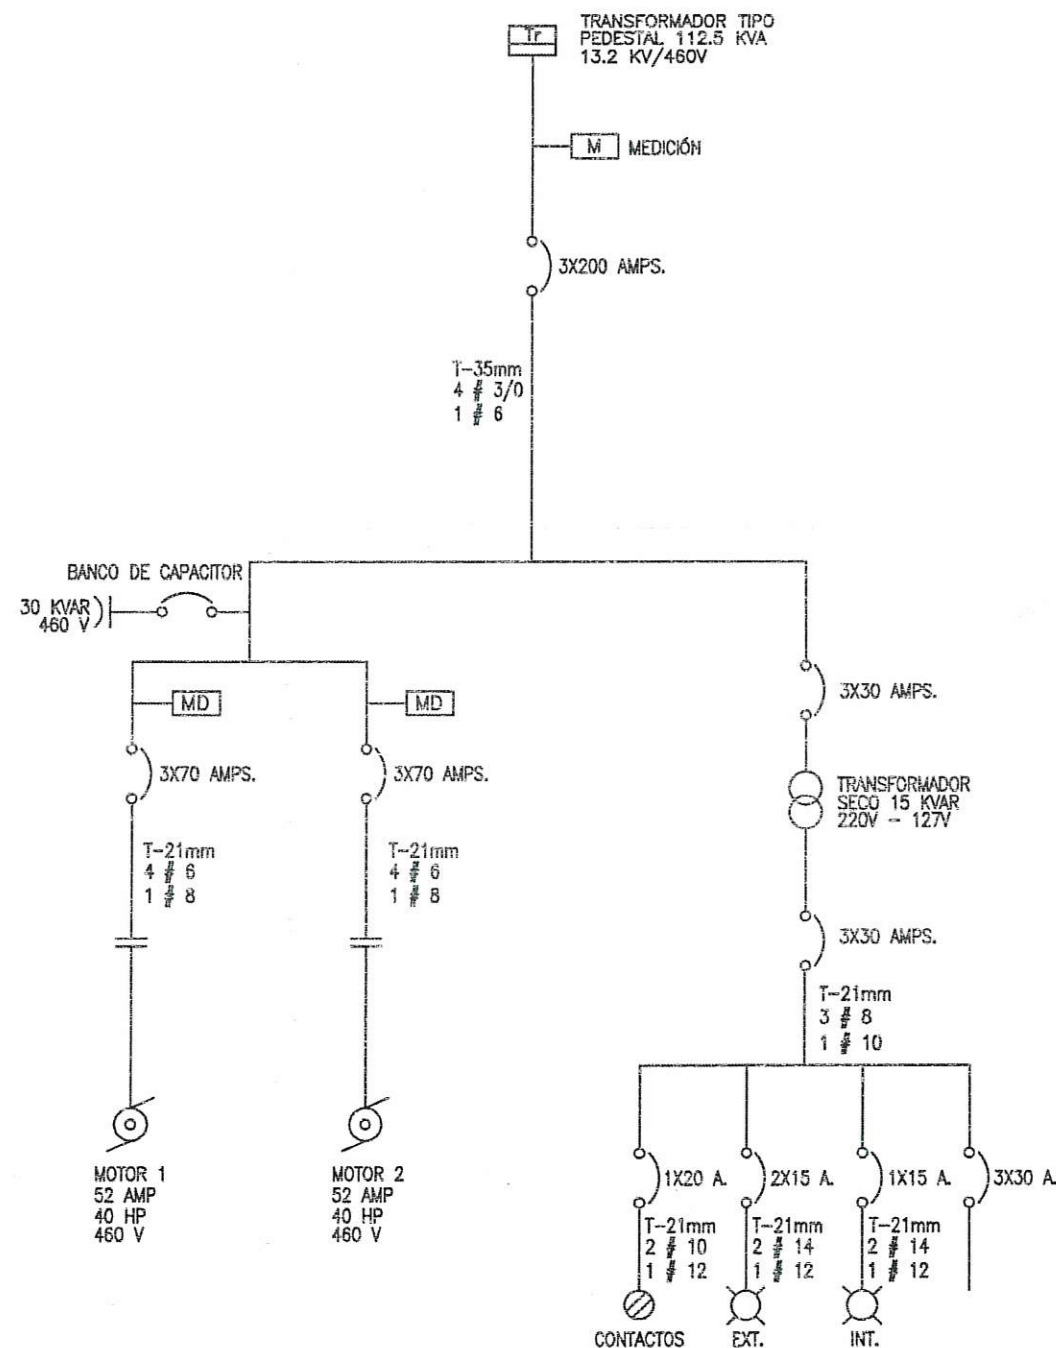 Tr
TRANSFORMADOR TIPO
PEDESTAL 112.5 KVA
13.2 KV/460V
M
MEDICIÓN
3X200 AMPS.
T-35mm
4 # 3/0
1 # 6
BANCO DE CAPACITOR
30 KVAR
460 V
MD
MD
3X30 AMPS.
3X70 AMPS.
3X70 AMPS.
TRANSFORMADOR
SECO 15 KVAR
220V - 127V
T-21mm
4 # 6
1 # 8
T-21mm
4 # 6
1 # 8
3X30 AMPS.
T-21mm
3 # 8
1 # 10
MOTOR 1
52 AMP
40 HP
460 V
MOTOR 2
52 AMP
40 HP
460 V
1X20 A.
2X15 A.
1X15 A.
3X30 A.
T-21mm
2 # 10
1 # 12
T-21mm
2 # 14
1 # 12
T-21mm
2 # 14
1 # 12
CONTACTOS
EXT.
INT.